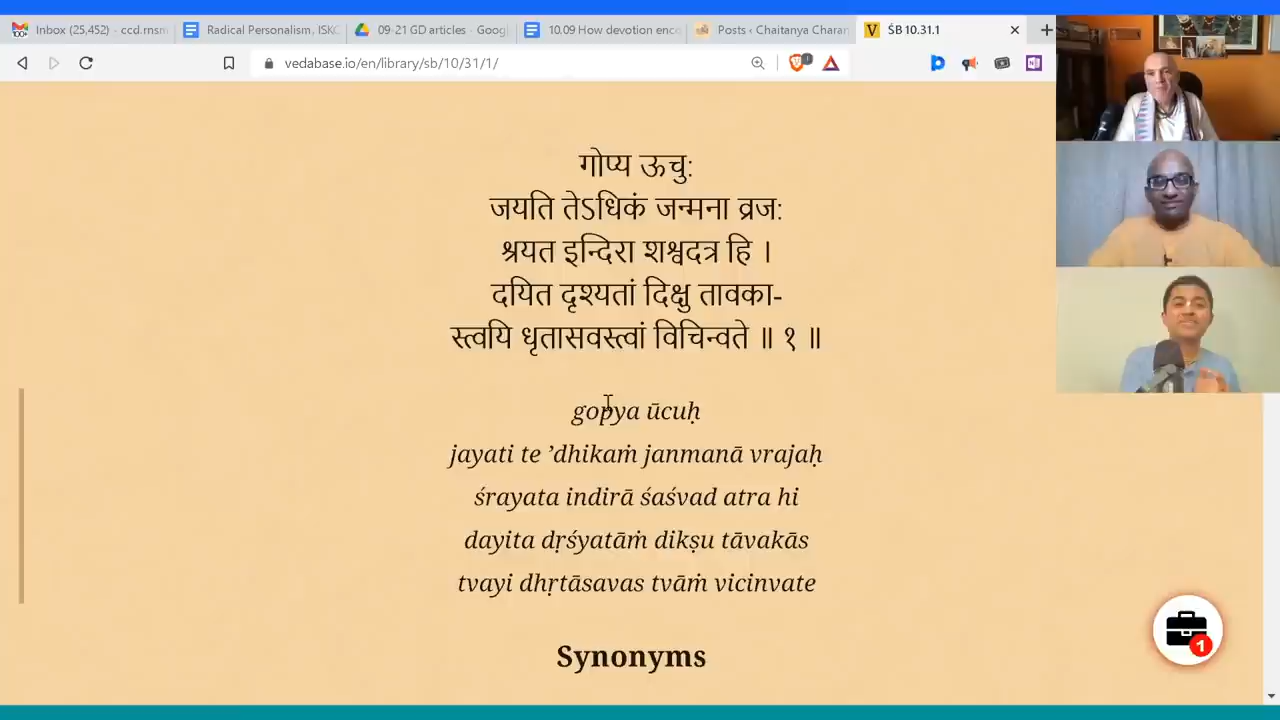 Inbox (25,452) - ccd.rnsm
Radical Personalism, ISKC
09-21 GD articles - Googl
10.09 How devotion enc
Posts ‹ Chaitanya Charan
V
ŚB 10.31.1
vedabase.io/en/library/sb/10/31/1/
गोप्य ऊचु:
जयति तेऽधिकं जन्मना व्रज:
श्रयत इन्दिरा शश्वदत्र हि ।
दयित दृश्यतां दिक्षु तावका-
स्त्वयि धृतासवस्त्वां विचिन्वते ॥ १ ॥
gopya ūcuḥ
jayati te ’dhikaṁ janmanā vrajaḥ
śrayata indirā śaśvad atra hi
dayita dṛśyatāṁ dikṣu tāvakās
tvayi dhṛtāsavas tvāṁ vicinvate
1
Synonyms